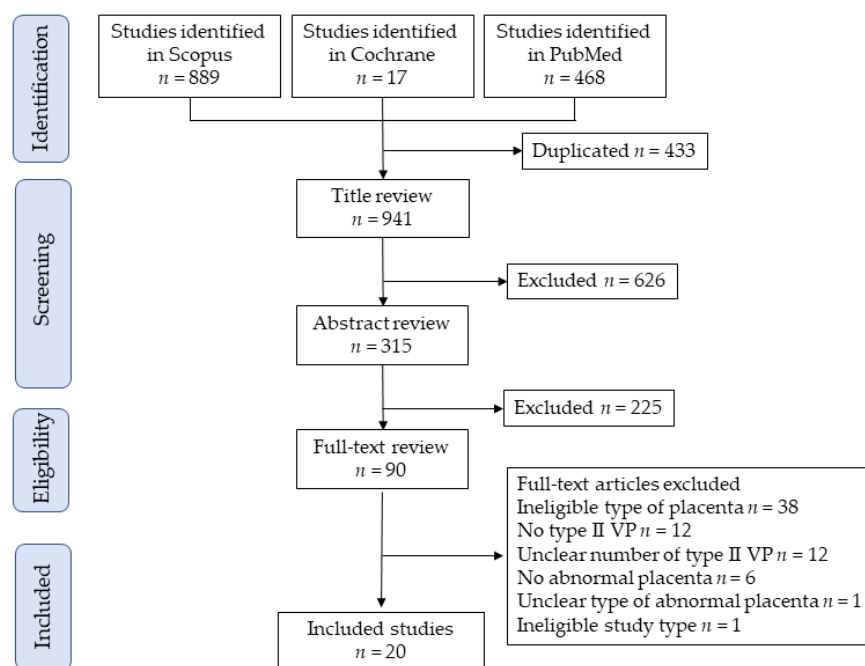 Identification
Studies identified
in Scopus
n = 889
Studies identified
in Cochrane
n = 17
Studies identified
in PubMed
n = 468
Duplicated n = 433
Screening
Title review
n = 941
Excluded n = 626
Abstract review
n = 315
Excluded n = 225
Eligibility
Full-text review
n = 90
Full-text articles excluded
Ineligible type of placenta n = 38
No type II VP n = 12
Unclear number of type II VP n = 12
No abnormal placenta n = 6
Unclear type of abnormal placenta n = 1
Ineligible study type n = 1
Included
Included studies
n = 20